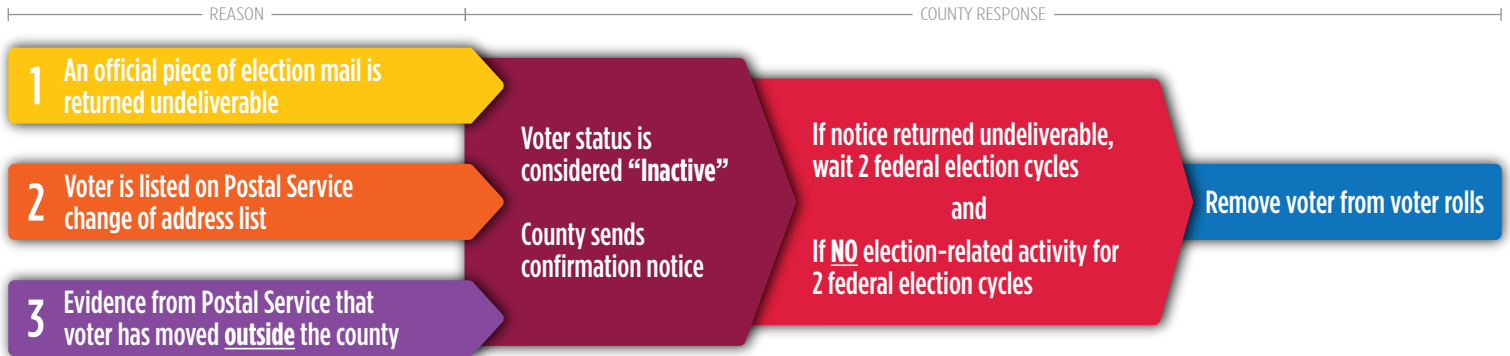 REASON
COUNTY RESPONSE
1
An official piece of election mail is
returned undeliverable
2
Voter is listed on Postal Service
change of address list
3
Evidence from Postal Service that
voter has moved outside the county
Voter status is
considered “Inactive”
County sends
confirmation notice
If notice returned undeliverable,
wait 2 federal election cycles
and
If NO election-related activity for
2 federal election cycles
Remove voter from voter rolls